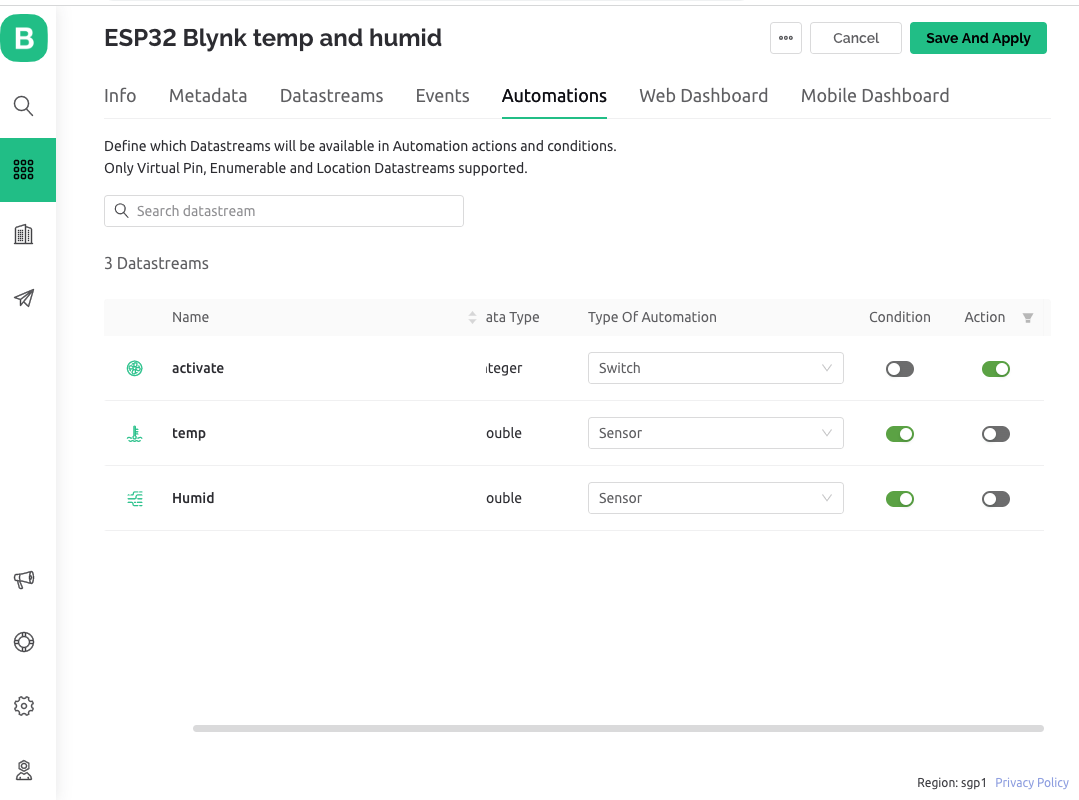 B
ESP32 Blynk temp and humid
Cancel
Save And Apply
Info Metadata Datastreams Events Automations Web Dashboard Mobile Dashboard
Define which Datastreams will be available in Automation actions and conditions.
Only Virtual Pin, Enumerable and Location Datastreams supported.
Search datastream
3 Datastreams
Name ata Type Type Of Automation Condition Action
activate nteger Switch
temp ouble Sensor
Humid ouble Sensor
Region: sgp1 Privacy Policy